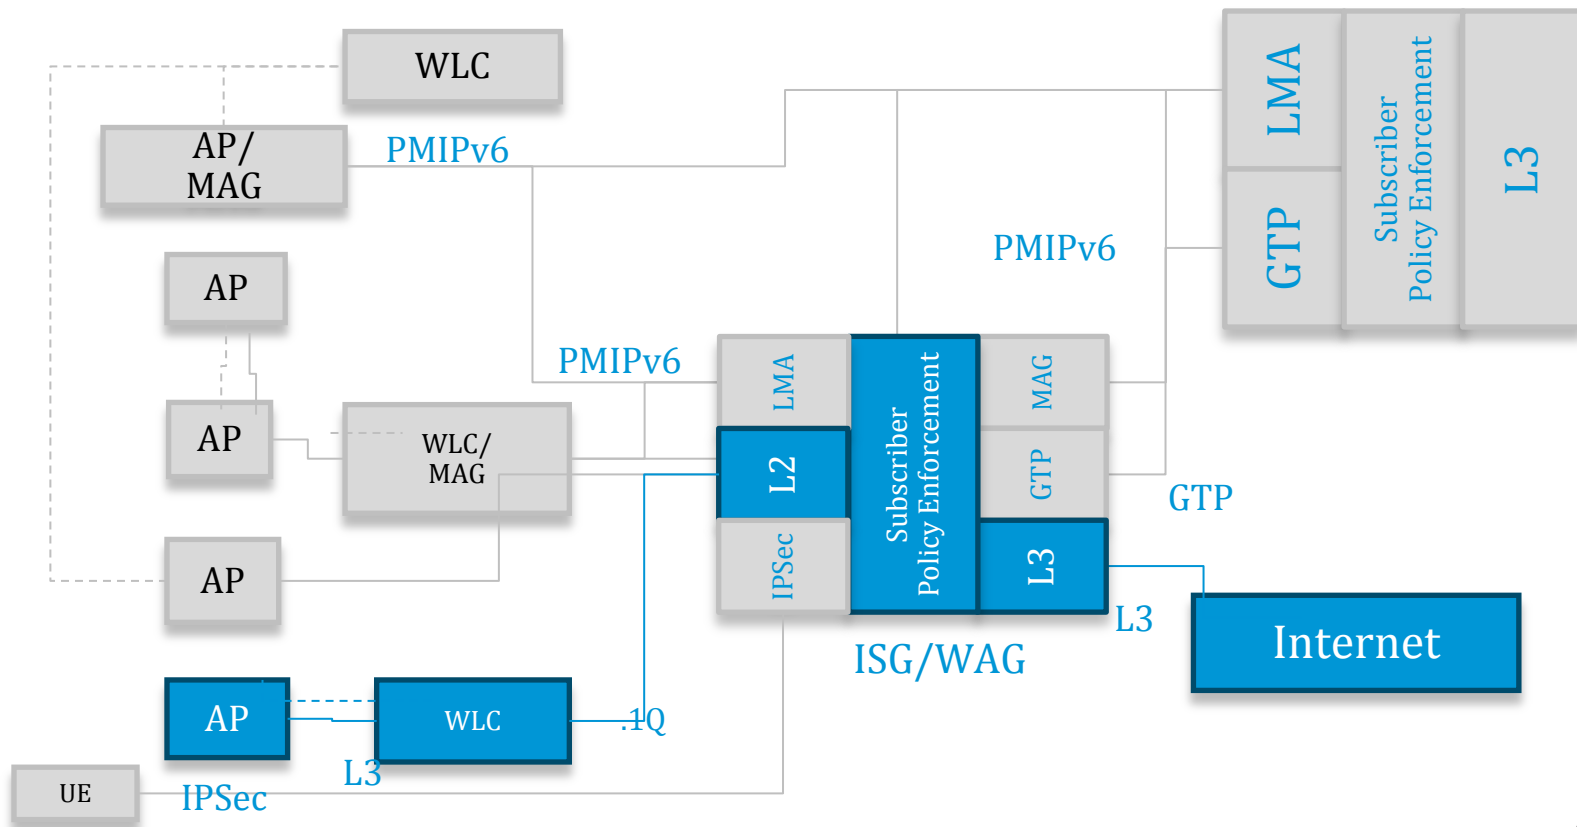 WLC
AP/
MAG
PMIPv6
LMA
Subscriber
Policy Enforcement
L3
GTP
PMIPv6
AP
PMIPv6
LMA
Subscriber
Policy Enforcement
MAG
AP
WLC/
MAG
L2
GTP
GTP
AP
IPSec
L3
L3
Internet
ISG/WAG
AP
WLC
.1Q
L3
UE
IPSec